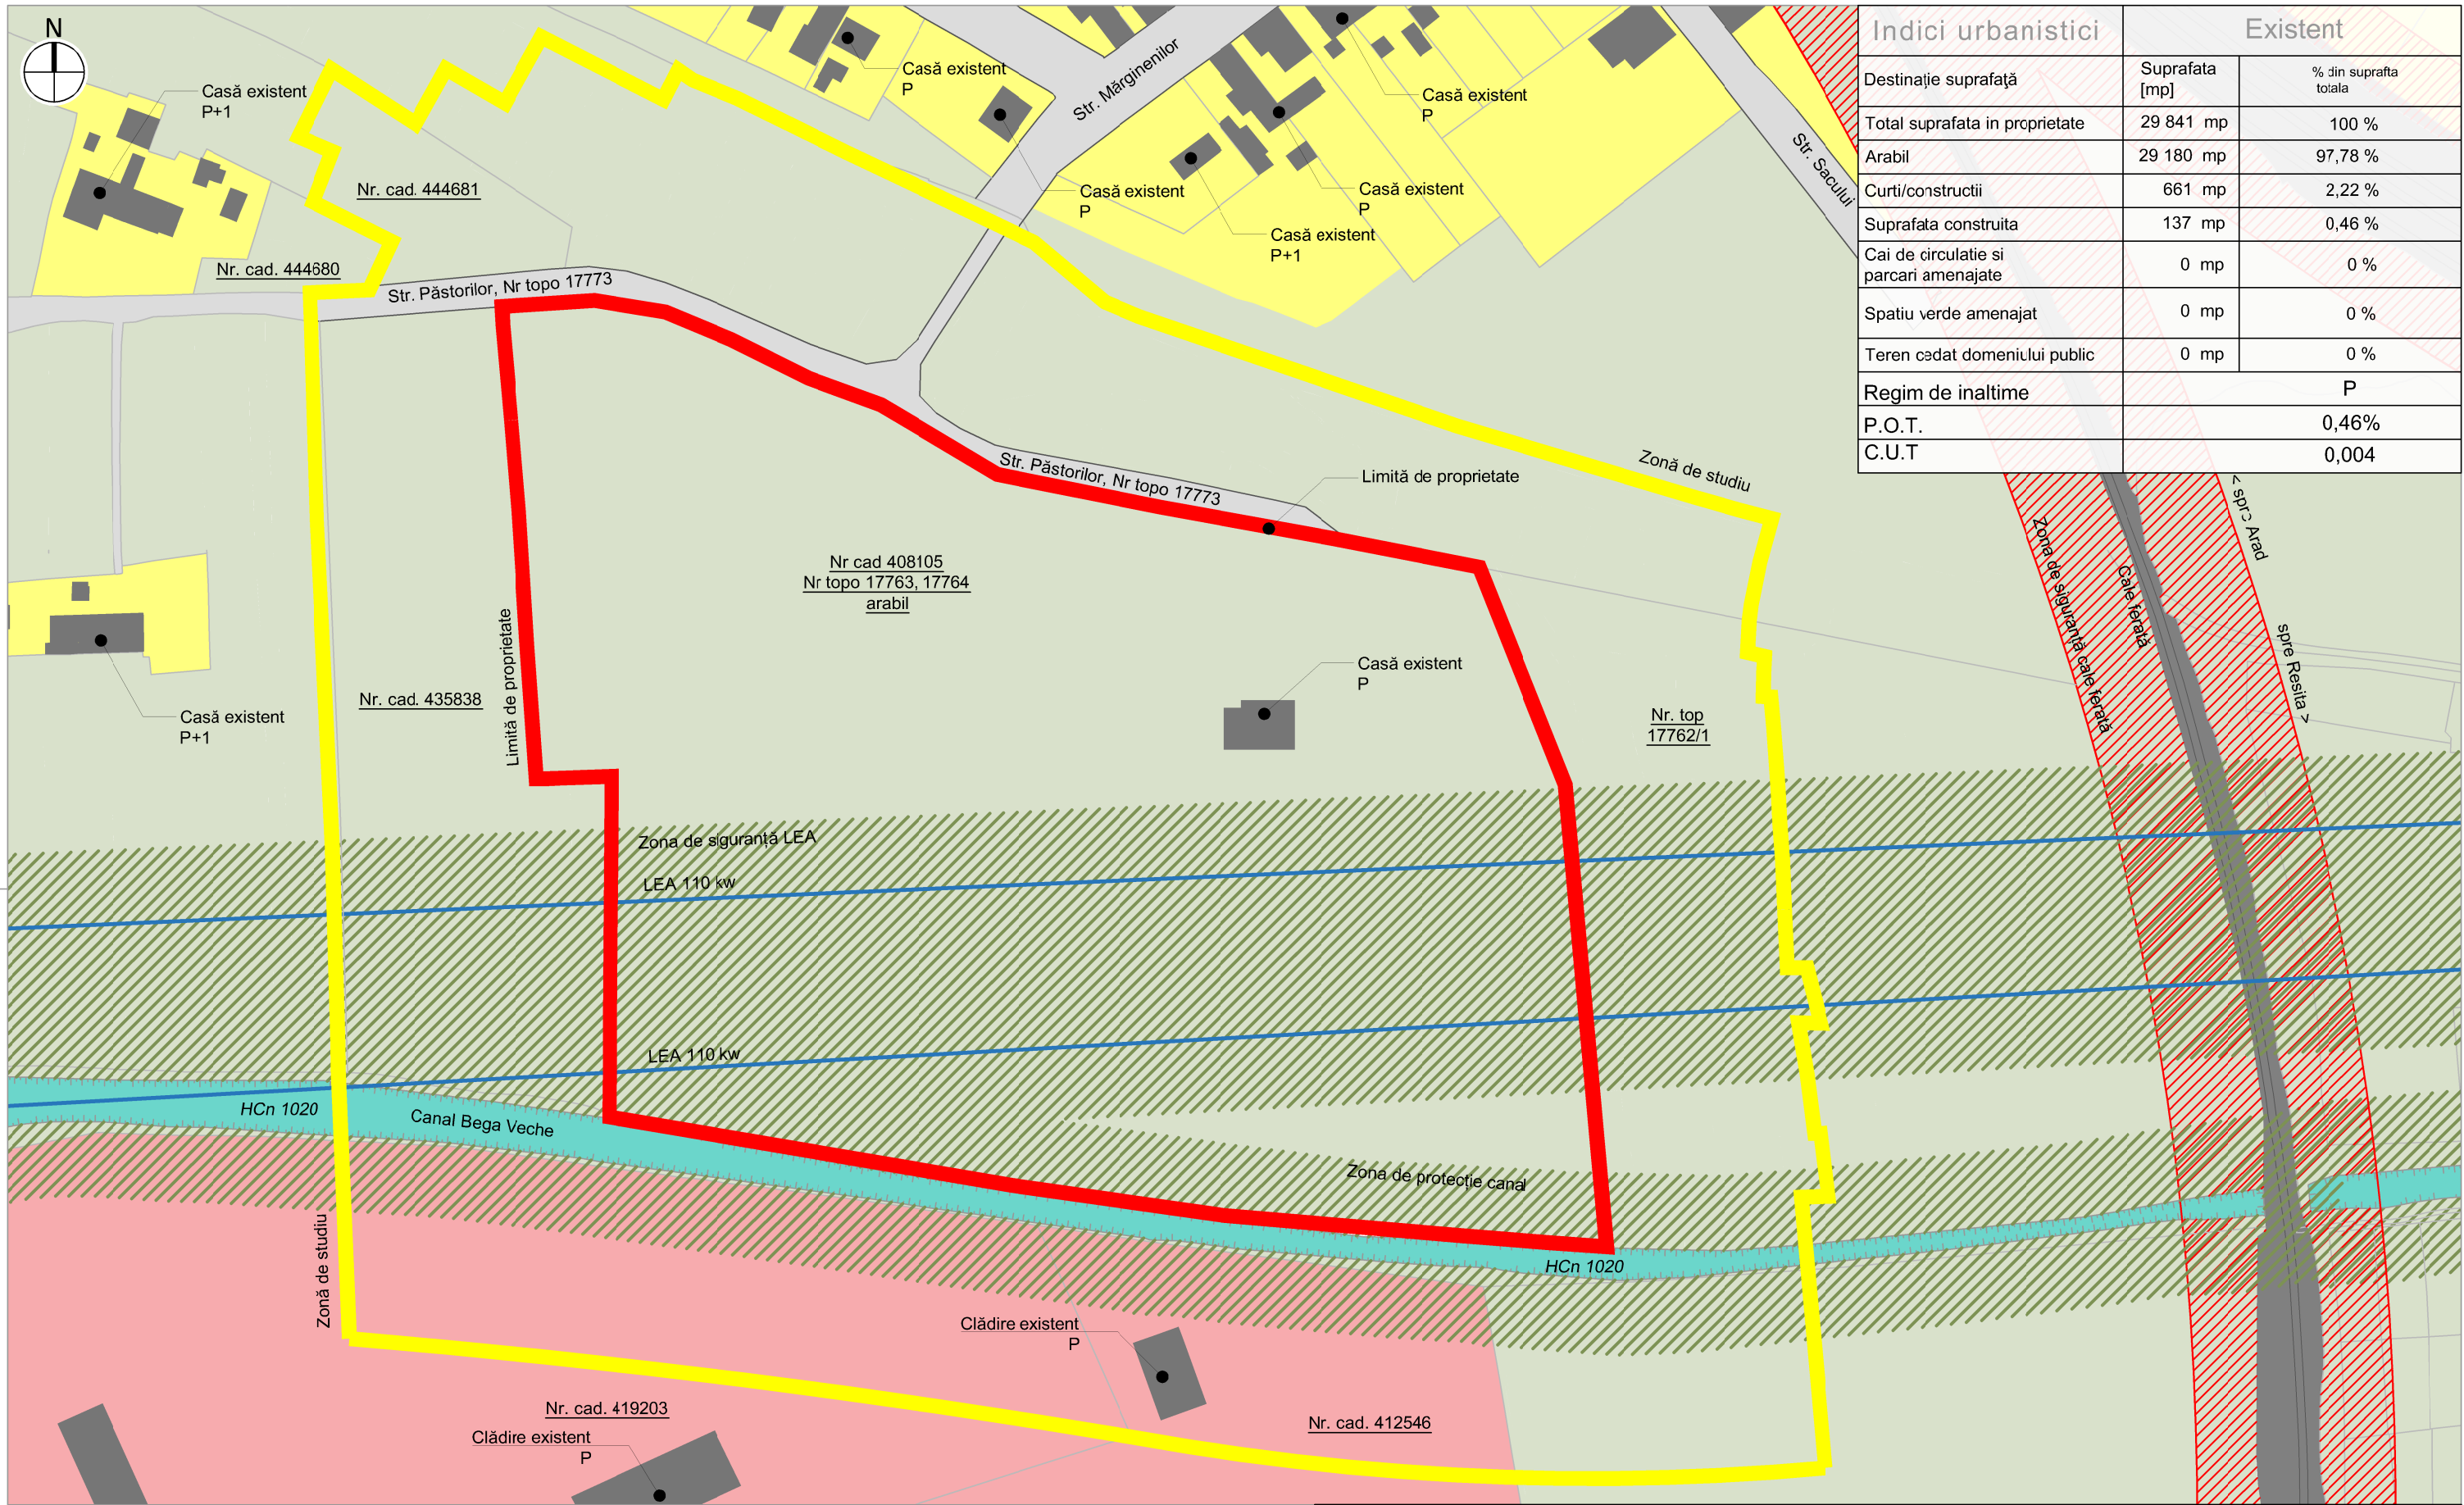 N
Casă existent
P+1
Nr. cad. 444681
Nr. cad. 444680
Str. Păstorilor, Nr topo 17773
Casă existent
P
Str. Mărginenilor
Casă existent
P
Casă existent
P
Casă existent
P
Casă existent
P+1
Str. Sacului
Indici urbanistici Existent
Destinație suprafață Suprafata [mp] % din suprafta totala
Total suprafata in proprietate 29 841 mp 100 %
Arabil 29 180 mp 97,78 %
Curti/constructii 661 mp 2,22 %
Suprafata construita 137 mp 0,46 %
Cai de circulatie si parcari amenajate 0 mp 0 %
Spatiu verde amenajat 0 mp 0 %
Teren cedat domeniului public 0 mp 0 %
Regim de inaltime P
P.O.T. 0,46%
C.U.T 0,004
Str. Păstorilor, Nr topo 17773
Limită de proprietate
Zonă de studiu
Zona de siguranță cale ferată
Cale ferată
< spre Arad
spre Resita >
Nr cad 408105
Nr topo 17763, 17764
arabil
Limită de proprietate
Nr. cad. 435838
Casă existent
P+1
Casă existent
P
Nr. top
17762/1
Zona de siguranță LEA
LEA 110 kw
LEA 110 kw
HCn 1020
Canal Bega Veche
Zona de protecție canal
HCn 1020
Zonă de studiu
Clădire existent
P
Nr. cad. 419203
Clădire existent
P
Nr. cad. 412546